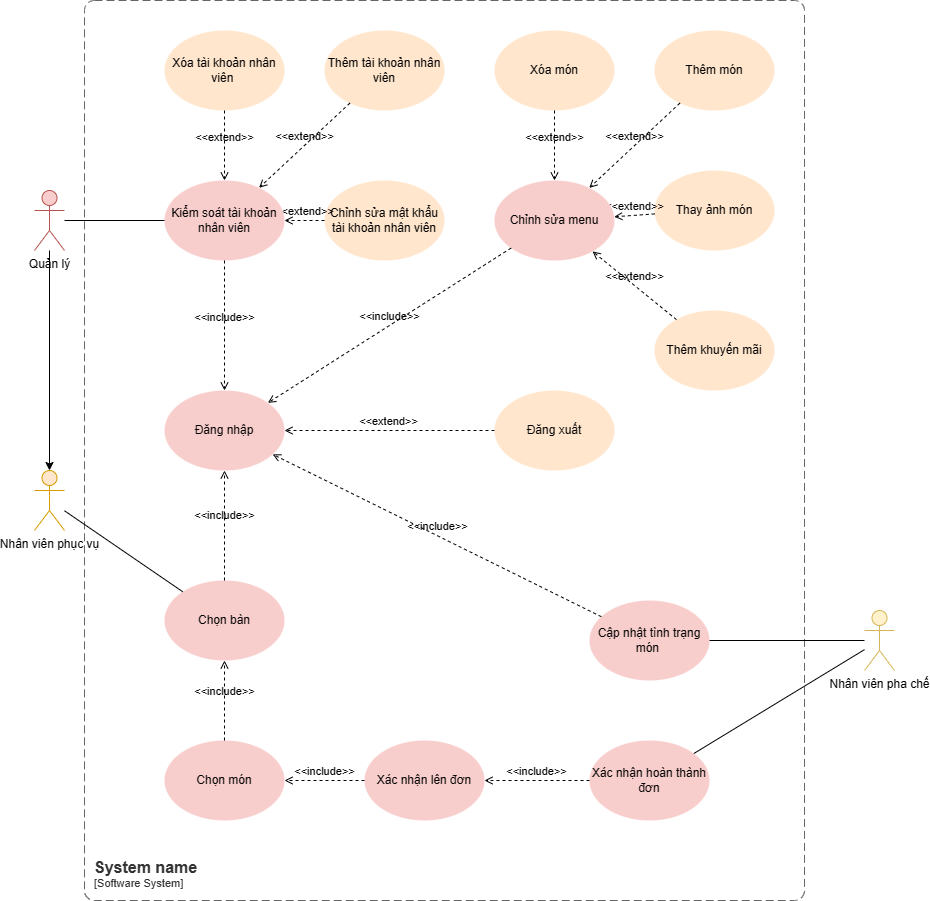 Xóa tài khoản nhân
viên
Thêm tài khoản nhân
viên
Xóa món
Thêm món
<<extend>>
<<extend>>
<<extend>>
<<extend>>
Kiểm soát tài khoản
nhân viên
<<extend>>
Chỉnh sửa mật khẩu
tài khoản nhân viên
Chỉnh sửa menu
<<extend>>
Thay ảnh món
Quản lý
<<extend>>
<<include>>
<<include>>
Thêm khuyến mãi
Đăng nhập
<<extend>>
Đăng xuất
<<include>>
<<include>>
Nhân viên phục vụ
Chọn bàn
Cập nhật tình trạng
món
Nhân viên pha chế
<<include>>
Chọn món
<<include>>
Xác nhận lên đơn
<<include>>
Xác nhận hoàn thành
đơn
System name
[Software System]